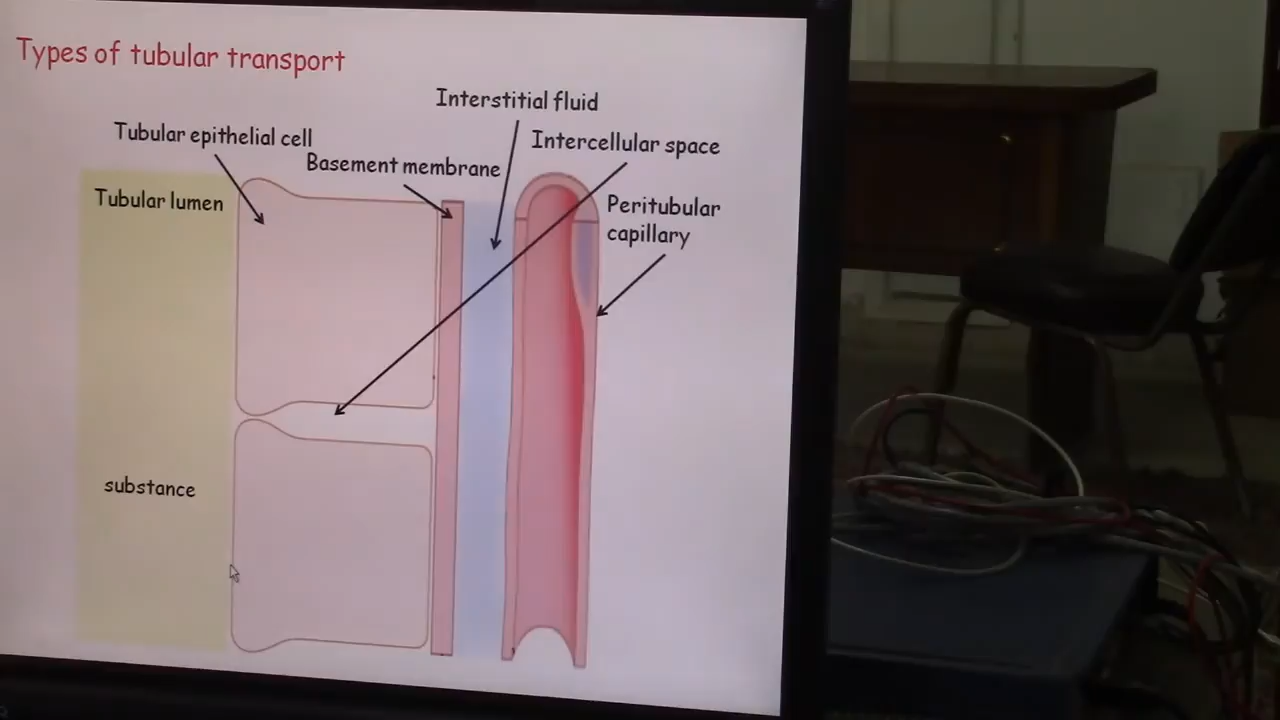 Types of tubular transport
Interstitial fluid
Tubular epithelial cell
Intercellular space
Basement membrane
Tubular lumen
Peritubular
capillary
substance